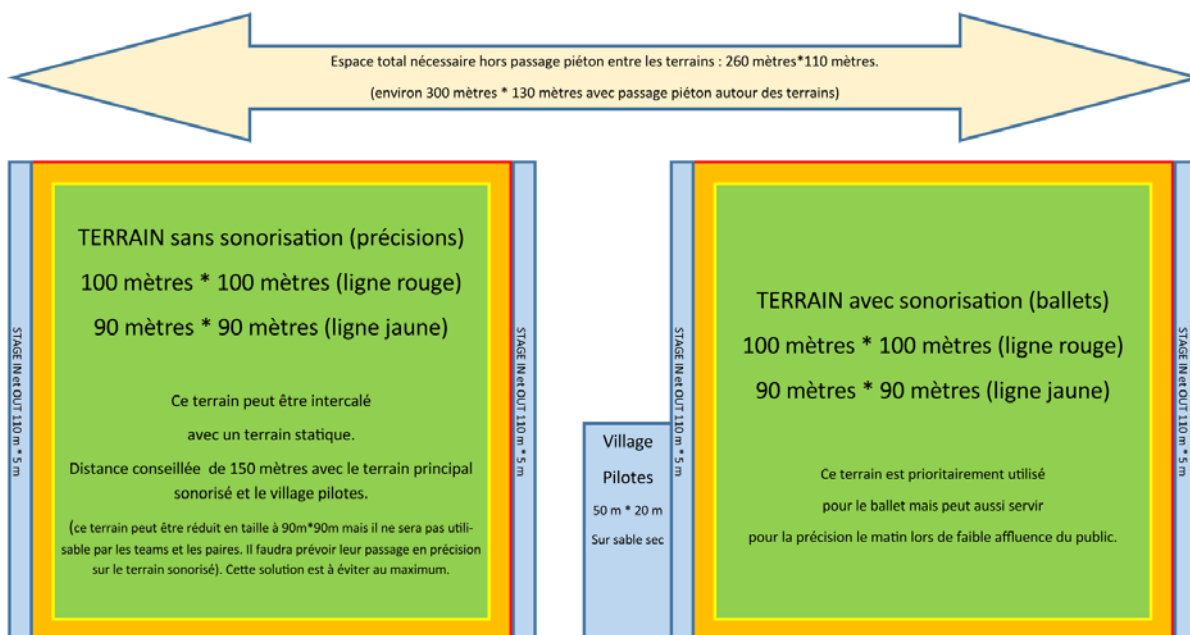 Espace total nécessaire hors passage piéton entre les terrains : 260 mètres*110 mètres.
(environ 300 mètres * 130 mètres avec passage piéton autour des terrains)
STAGE IN et OUT 110 m * 5 m
TERRAIN sans sonorisation (précisions)
100 mètres * 100 mètres (ligne rouge)
90 mètres * 90 mètres (ligne jaune)
Ce terrain peut être intercalé
avec un terrain statique.
Distance conseillée de 150 mètres avec le terrain principal
sonorisé et le village pilotes.
(ce terrain peut être réduit en taille à 90m*90m mais il ne sera pas utili-
sable par les teams et les paires. Il faudra prévoir leur passage en précision
sur le terrain sonorisé). Cette solution est à éviter au maximum.
STAGE IN et OUT 110 m * 5 m
Village
Pilotes
50 m * 20 m
Sur sable sec
STAGE IN et OUT 110 m * 5 m
TERRAIN avec sonorisation (ballets)
100 mètres * 100 mètres (ligne rouge)
90 mètres * 90 mètres (ligne jaune)
Ce terrain est prioritairement utilisé
pour le ballet mais peut aussi servir
pour la précision le matin lors de faible affluence du public.
STAGE IN et OUT 110 m * 5 m